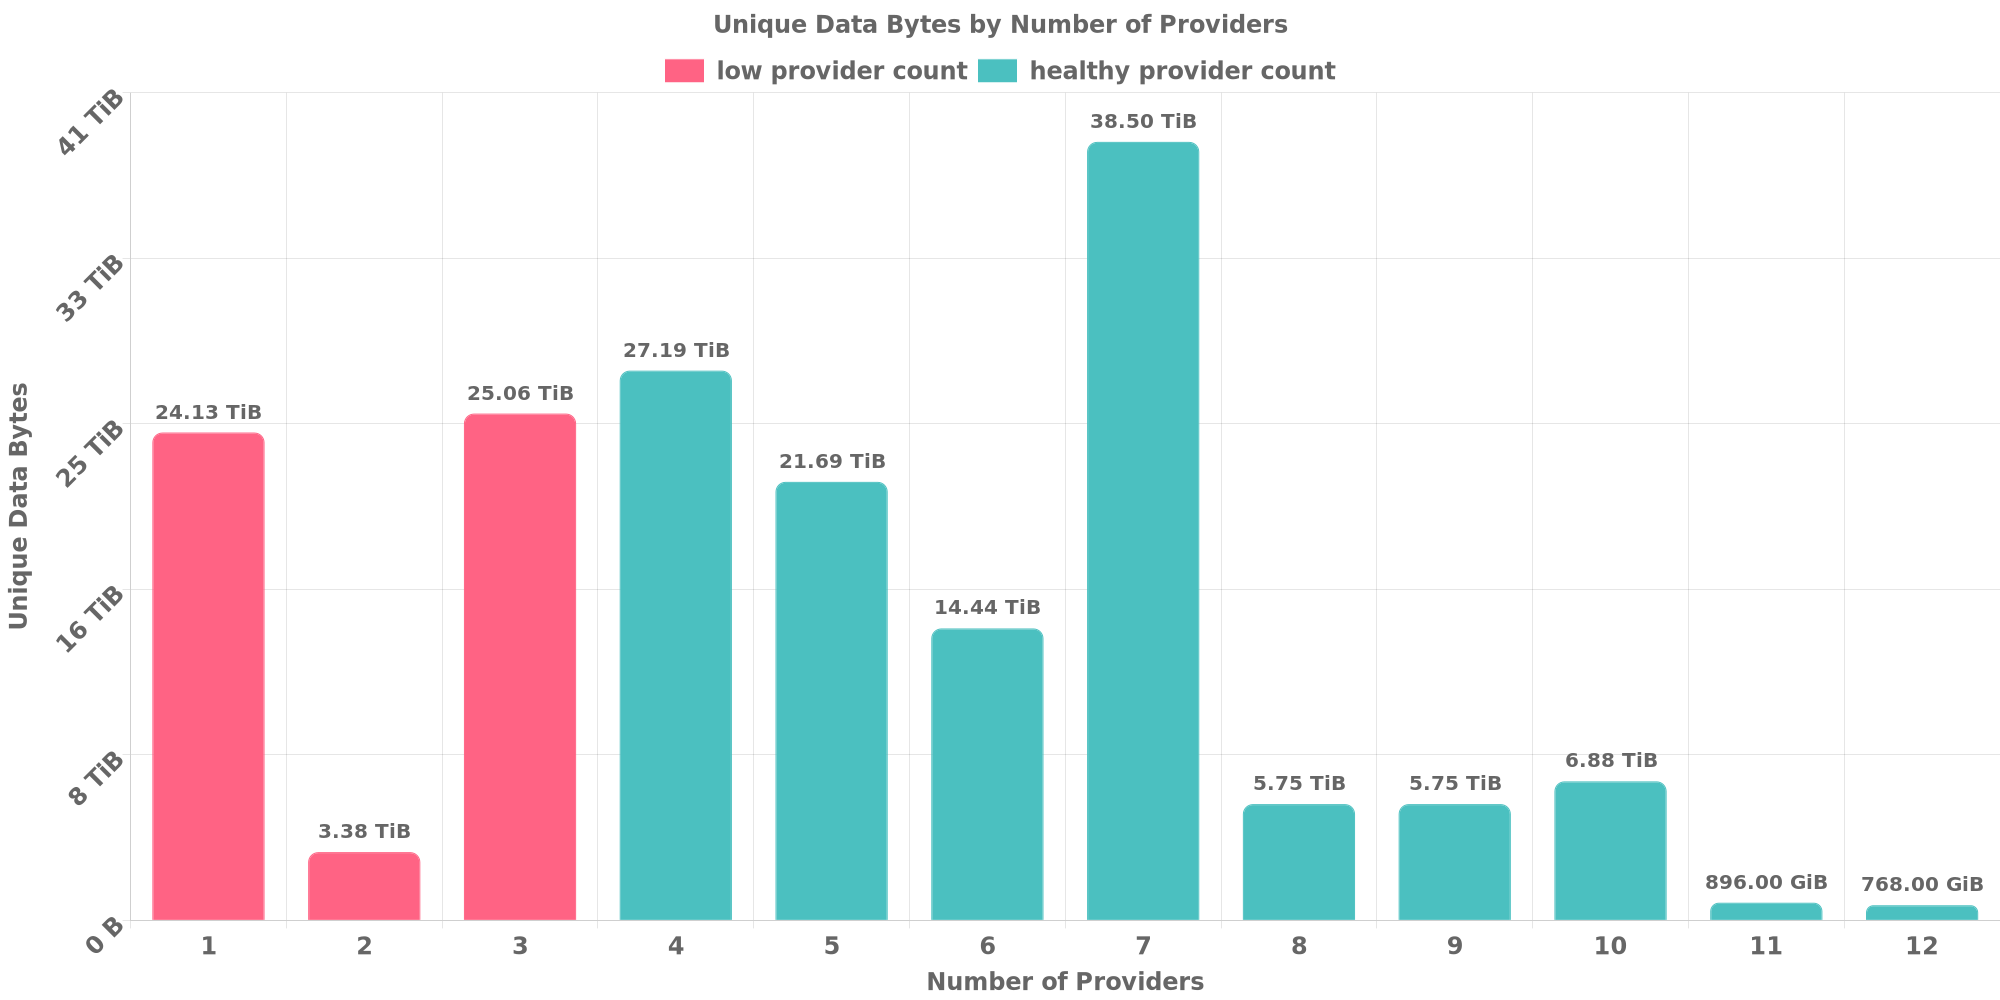 Unique Data Bytes by Number of Providers
low provider count healthy provider count
41 TiB
33 TiB
25 TiB
16 TiB
8 TiB
0 B
Unique Data Bytes
24.13 TiB
3.38 TiB
25.06 TiB
27.19 TiB
21.69 TiB
14.44 TiB
38.50 TiB
5.75 TiB
5.75 TiB
6.88 TiB
896.00 GiB
768.00 GiB
1 2 3 4 5 6 7 8 9 10 11 12
Number of Providers